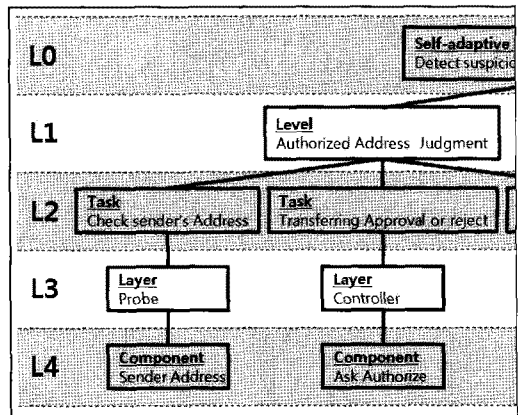 L0
Self-adaptive
Detect suspicio
L1
Level
Authorized Address Judgment
L2
Task
Check sender's Address
Task
Transferring Approval or reject
L3
Layer
Probe
Layer
Controller
L4
Component
Sender Address
Component
Ask Authorize